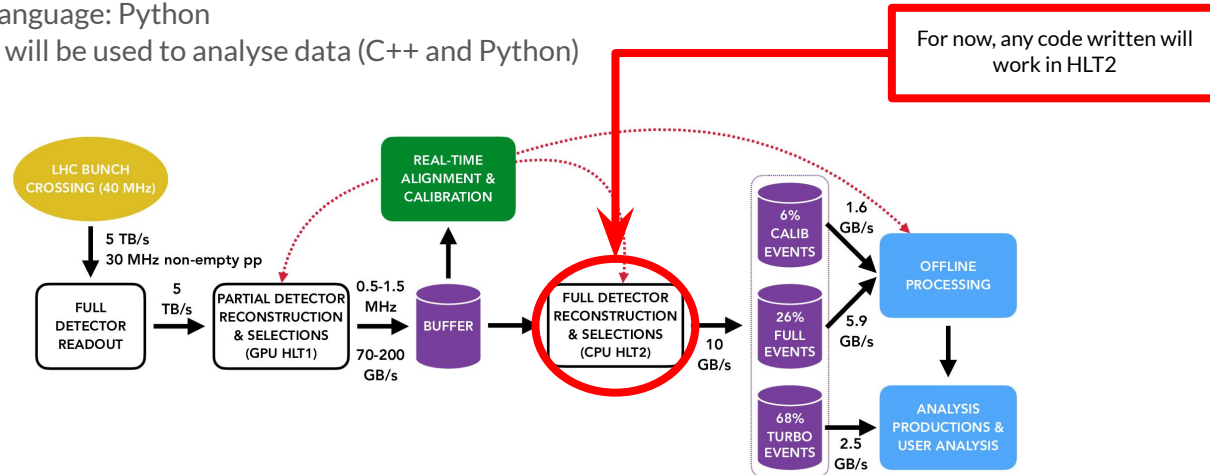 anguage: Python
will be used to analyse data (C++ and Python)
For now, any code written will
work in HLT2
LHC BUNCH
CROSSING (40 MHz)
5 TB/s
30 MHz non-empty pp
FULL
DETECTOR
READOUT
5
TB/s
PARTIAL DETECTOR
RECONSTRUCTION
& SELECTIONS
(GPU HLT1)
0.5-1.5
MHz
70-200
GB/s
REAL-TIME
ALIGNMENT &
CALIBRATION
BUFFER
FULL DETECTOR
RECONSTRUCTION
& SELECTIONS
(CPU HLT2)
10
GB/s
6%
CALIB
EVENTS
26%
FULL
EVENTS
68%
TURBO
EVENTS
1.6
GB/s
5.9
GB/s
2.5
GB/s
OFFLINE
PROCESSING
ANALYSIS
PRODUCTIONS &
USER ANALYSIS